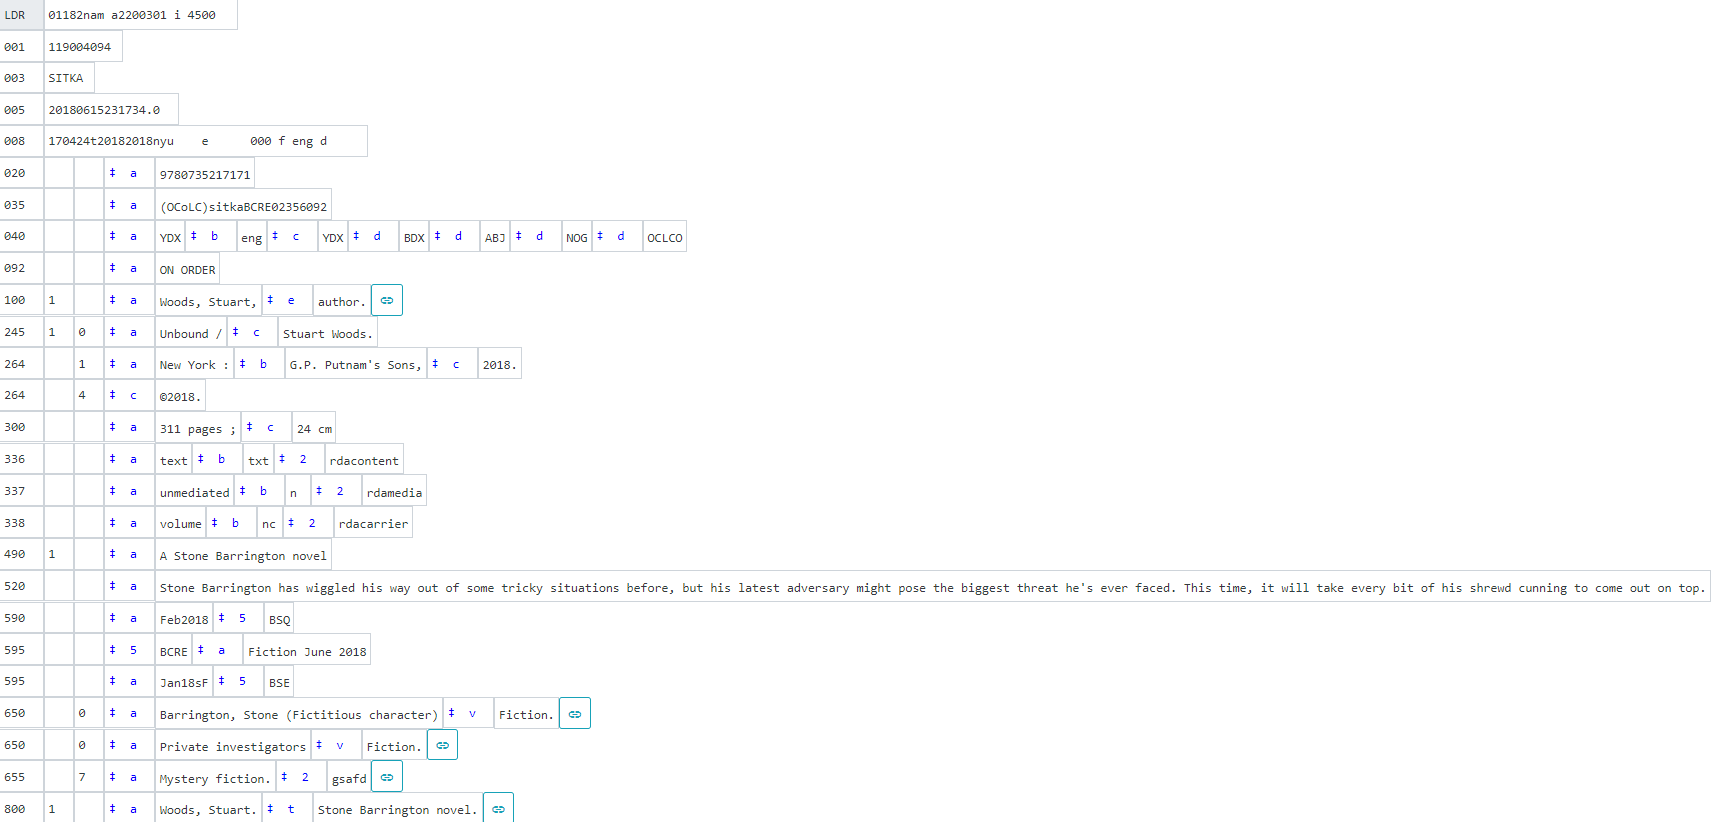 LDR 01182nam a2200301 i 4500
001 119004094
003 SITKA
005 20180615231734.0
008 170424t20182018nyu    e      000 f eng d
020 ‡ a 9780735217171
035 ‡ a (OCoLC)sitkaBCRE02356092
040 ‡ a YDX ‡ b eng ‡ c YDX ‡ d BDX ‡ d ABJ ‡ d NOG ‡ d OCLCO
092 ‡ a ON ORDER
100 1 ‡ a Woods, Stuart, ‡ e author.
245 1 0 ‡ a Unbound / ‡ c Stuart Woods.
264 1 ‡ a New York : ‡ b G.P. Putnam's Sons, ‡ c 2018.
264 4 ‡ c ©2018.
300 ‡ a 311 pages ; ‡ c 24 cm
336 ‡ a text ‡ b txt ‡ 2 rdacontent
337 ‡ a unmediated ‡ b n ‡ 2 rdamedia
338 ‡ a volume ‡ b nc ‡ 2 rdacarrier
490 1 ‡ a A Stone Barrington novel
520 ‡ a Stone Barrington has wiggled his way out of some tricky situations before, but his latest adversary might pose the biggest threat he's ever faced. This time, it will take every bit of his shrewd cunning to come out on top.
590 ‡ a Feb2018 ‡ 5 BSQ
595 ‡ 5 BCRE ‡ a Fiction June 2018
595 ‡ a Jan18sF ‡ 5 BSE
650 0 ‡ a Barrington, Stone (Fictitious character) ‡ v Fiction.
650 0 ‡ a Private investigators ‡ v Fiction.
655 7 ‡ a Mystery fiction. ‡ 2 gsafd
800 1 ‡ a Woods, Stuart. ‡ t Stone Barrington novel.